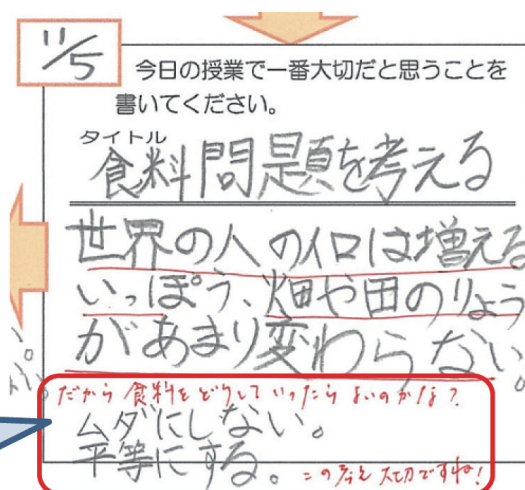 11/5
今日の授業で一番大切だと思うことを
書いてください。
タイトル
食料問題を考える
世界の人の人口は増える
いっぽう、畑や田のりょう
があまり変わらない。
だから食料をどうしていったらよいのかな?
ムダにしない。
平等にする。
この考え大切ですね!